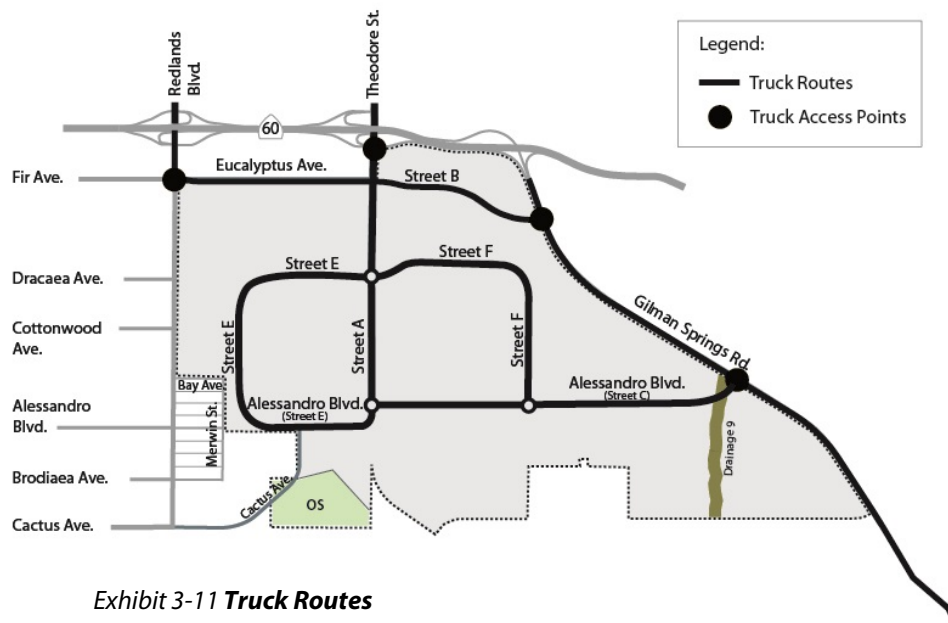 Redlands
Blvd.
Theodore St.
Legend:
Truck Routes
Truck Access Points
60
Fir Ave.
Eucalyptus Ave.
Street B
Street E
Street F
Dracaea Ave.
Gilman Springs Rd.
Cottonwood
Ave.
Street E
Street A
Street F
Bay Ave
Alessandro Blvd.
(Street C)
Alessandro
Blvd.
Alessandro Blvd.
(Street E)
Merwin St.
Drainage 9
Brodiaea Ave.
Cactus Ave.
OS
Cactus Ave.
Exhibit 3-11 Truck Routes